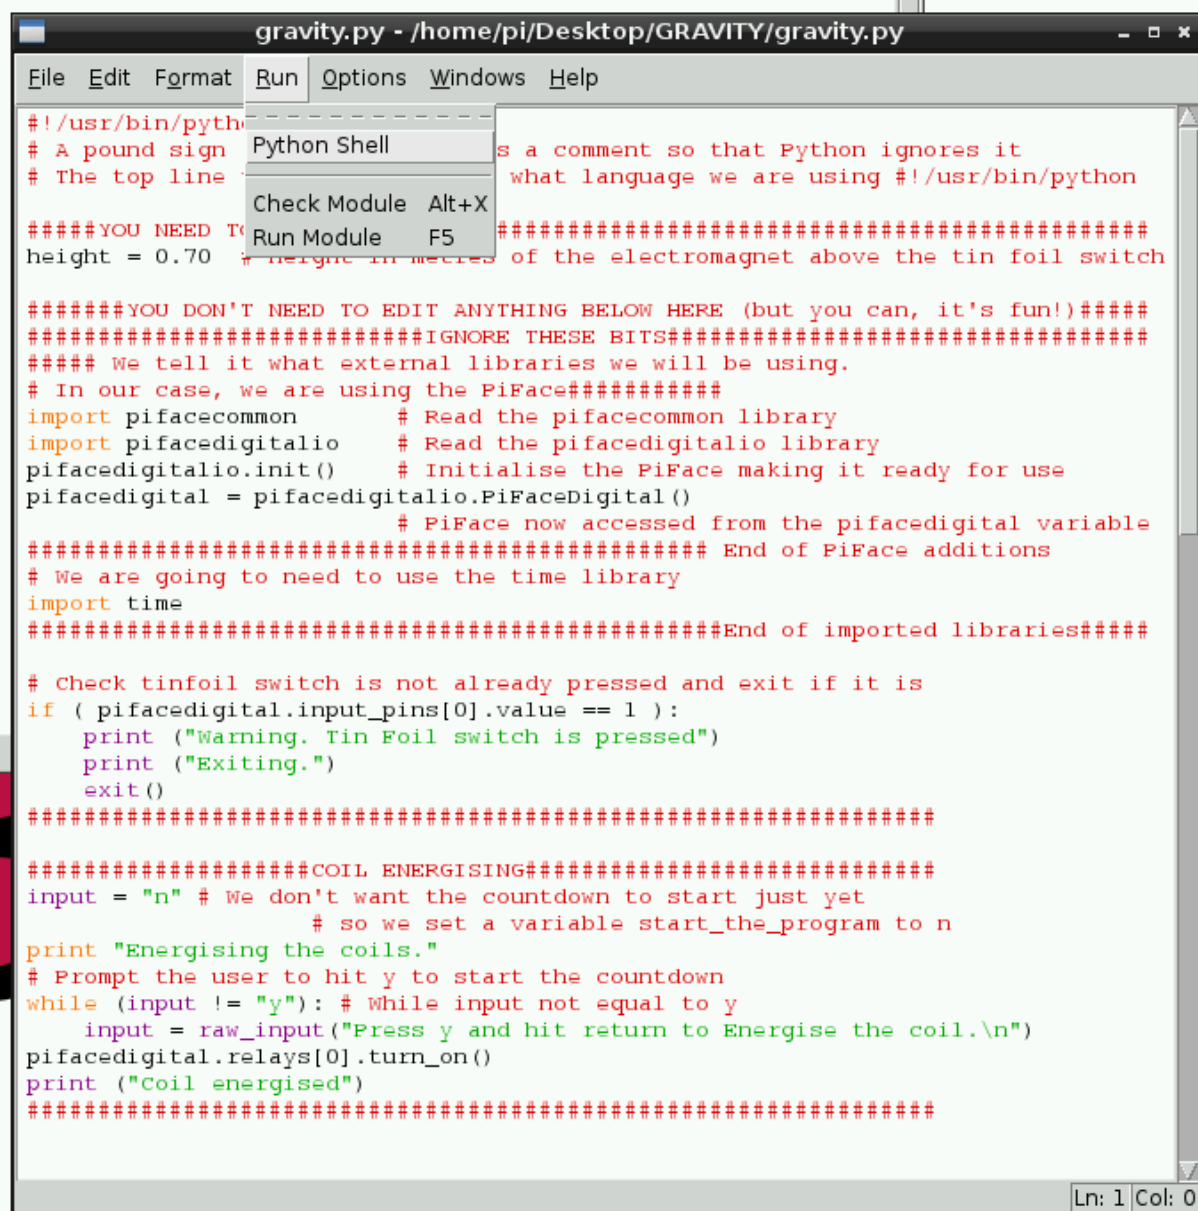 gravity.py - /home/pi/Desktop/GRAVITY/gravity.py
File Edit Format Run Options Windows Help
Python Shell
Check Module Alt+X
Run Module F5
#!/usr/bin/pyth
# A pound sign s a comment so that Python ignores it
# The top line what language we are using #!/usr/bin/python
#####YOU NEED TO ##############################################
height = 0.70 # height in metres of the electromagnet above the tin foil switch
#######YOU DON'T NEED TO EDIT ANYTHING BELOW HERE (but you can, it's fun!)#####
############################IGNORE THESE BITS##################################
##### We tell it what external libraries we will be using.
# In our case, we are using the PiFace###########
import pifacecommon # Read the pifacecommon library
import pifacedigitalio # Read the pifacedigitalio library
pifacedigitalio.init() # Initialise the PiFace making it ready for use
pifacedigital = pifacedigitalio.PiFaceDigital()
# PiFace now accessed from the pifacedigital variable
################################################ End of PiFace additions
# We are going to need to use the time library
import time
#################################################End of imported libraries#####
# Check tinfoil switch is not already pressed and exit if it is
if ( pifacedigital.input_pins[0].value == 1 ):
print ("Warning. Tin Foil switch is pressed")
print ("Exiting.")
exit()
################################################################
####################COIL ENERGISING#############################
input = "n" # We don't want the countdown to start just yet
# so we set a variable start_the_program to n
print "Energising the coils."
# Prompt the user to hit y to start the countdown
while (input != "y"): # While input not equal to y
input = raw_input("Press y and hit return to Energise the coil.\n")
pifacedigital.relays[0].turn_on()
print ("Coil energised")
################################################################
Ln: 1 Col: 0